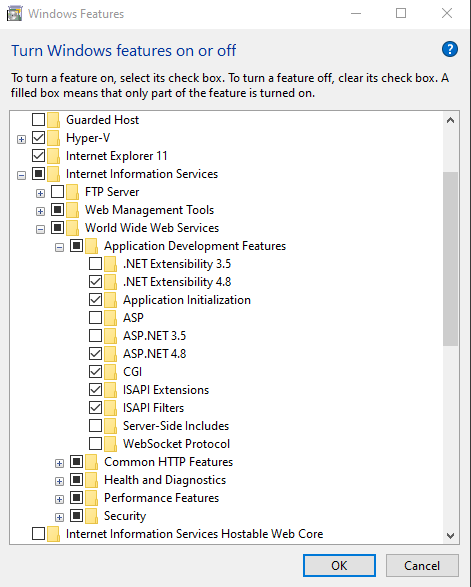 Windows Features
Turn Windows features on or off
?
To turn a feature on, select its check box. To turn a feature off, clear its check box. A
filled box means that only part of the feature is turned on.
Guarded Host
Hyper-V
Internet Explorer 11
Internet Information Services
FTP Server
Web Management Tools
World Wide Web Services
Application Development Features
.NET Extensibility 3.5
.NET Extensibility 4.8
Application Initialization
ASP
ASP.NET 3.5
ASP.NET 4.8
CGI
ISAPI Extensions
ISAPI Filters
Server-Side Includes
WebSocket Protocol
Common HTTP Features
Health and Diagnostics
Performance Features
Security
Internet Information Services Hostable Web Core
OK Cancel